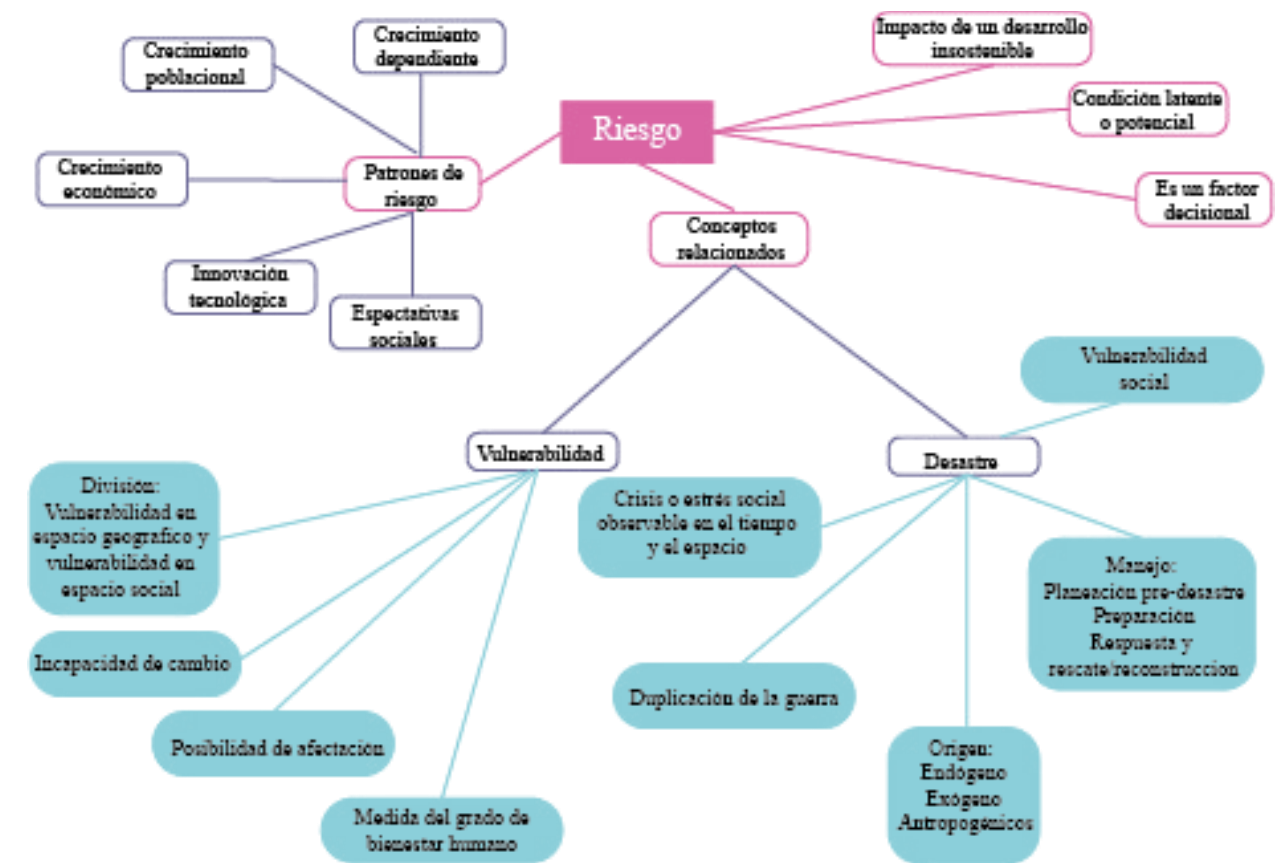 Crecimiento
poblacional
Crecimiento
dependiente
Impacto de un desarrollo
insostenible
Riesgo
Condición latente
o potencial
Crecimiento
económico
Patrones de
riesgo
Es un factor
decisional
Conceptos
relacionados
Innovación
tecnológica
Espectativas
sociales
Vulnerabilidad
social
Vulnerabilidad
Desastre
División:
Vulnerabilidad en
espacio geografico y
vulnerabilidad en
espacio social
Crisis o estrés social
observable en el tiempo
y el espacio
Manejo:
Planeación pre-desastre
Preparación
Respuesta y
rescate/reconstruccion
Incapacidad de cambio
Duplicación de la guerra
Posibilidad de afectación
Origen:
Endógeno
Exógeno
Antropogénicos
Medida del grado de
bienestar humano